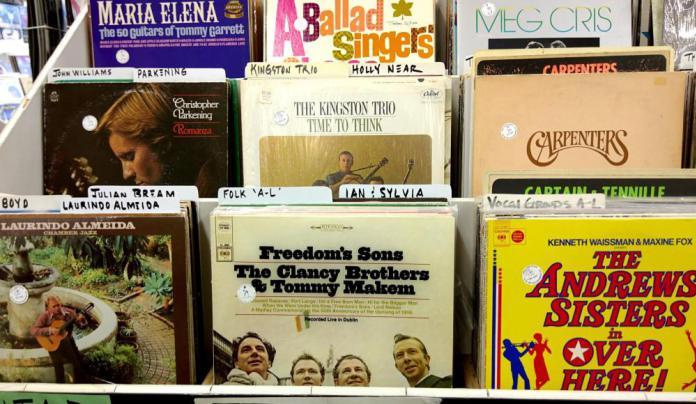 MARIA ELENA
The 50 Guitars of Tommy Garrett
A Ballad
Singers'
MEG CRIS
JOHN WILLIAMS
PARKENING
KINGSTON TRIO
HOLLY NEAR
Christopher
Parkening
Romanza
THE KINGSTON TRIO
TIME TO THINK
Capitol
CARPENTERS
CARPENTERS
CAPTAIN & TENNILLE
BOYD
JULIAN BREAM
LAURINDO ALMEIDA
FOLK 'A-L'
IAN & SYLVIA
VOCAL GROUPS A-L
LAURINDO ALMEIDA
CHAMBER JAZZ
Freedom's Sons
The Clancy Brothers
& Tommy Makem
Recorded Live in Dublin
KENNETH WAISSMAN & MAXINE FOX
THE
ANDREWS
SISTERS
in
OVER
HERE!